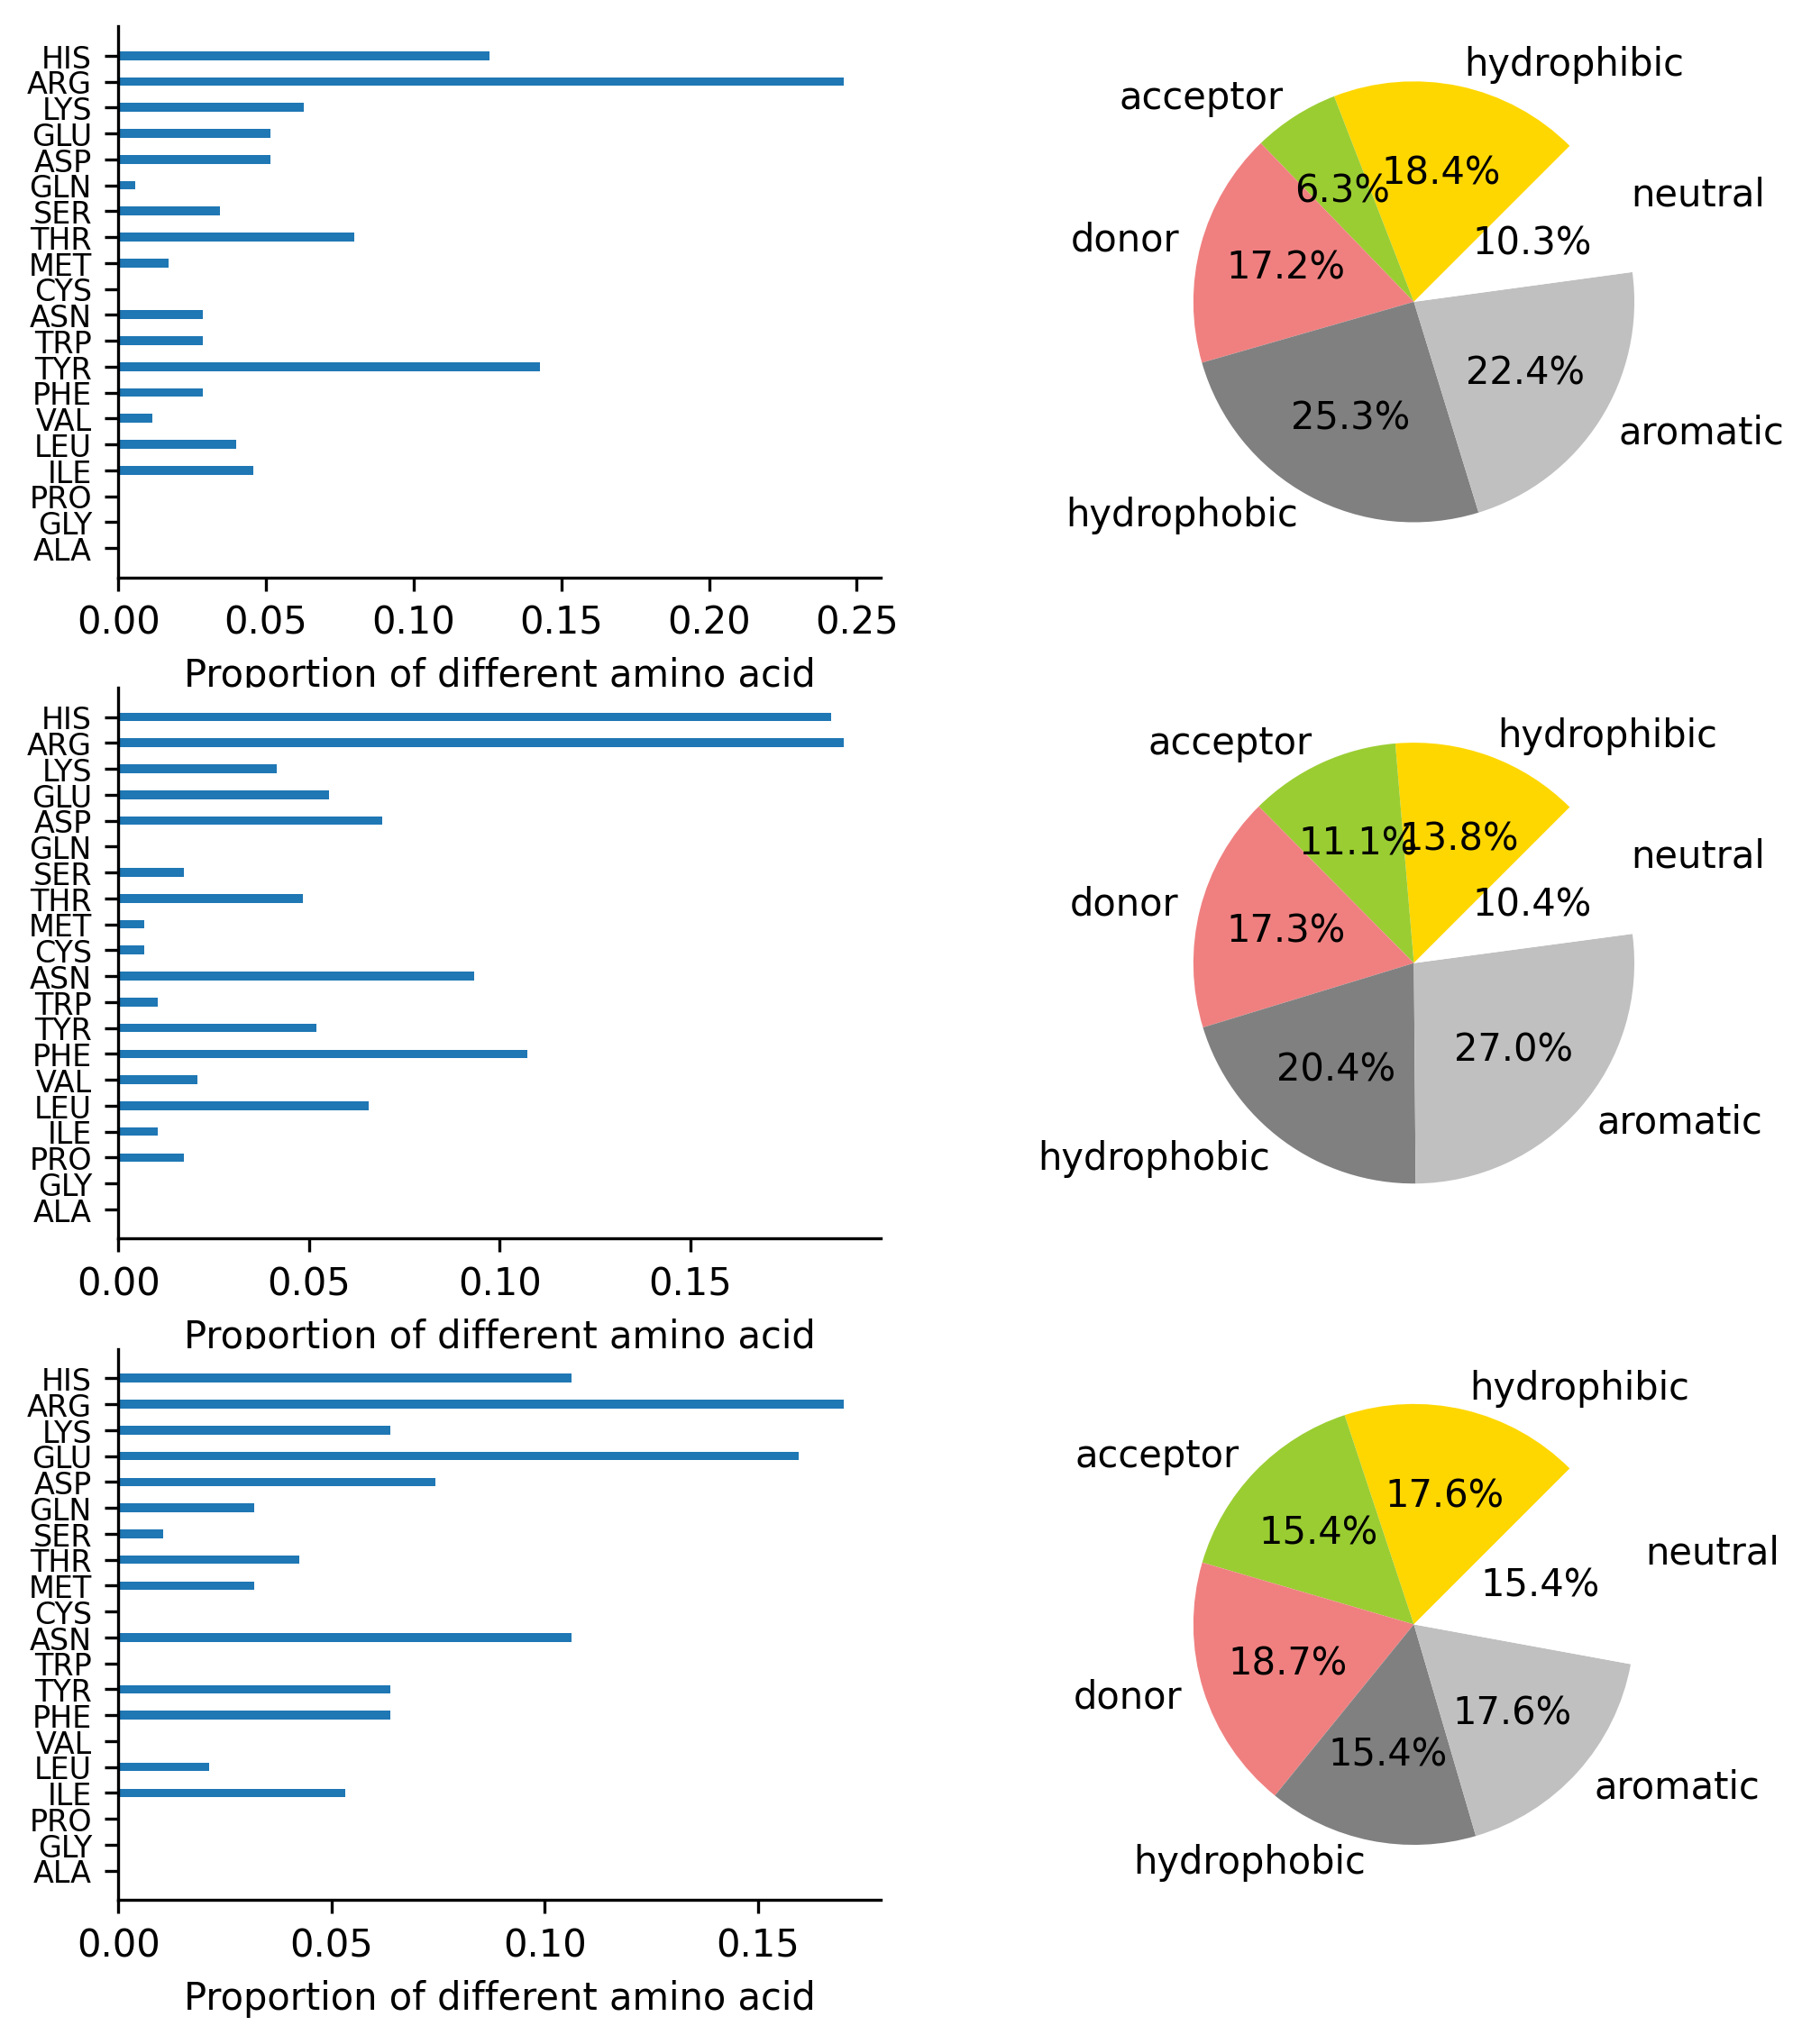 HIS
ARG
LYS
GLU
ASP
GLN
SER
THR
MET
CYS
ASN
TRP
TYR
PHE
VAL
LEU
ILE
PRO
GLY
ALA
0.00 0.05 0.10 0.15 0.20 0.25
Proportion of different amino acid
hydrophibic
acceptor
18.4%
6.3%
neutral
donor
10.3%
17.2%
22.4%
25.3%
aromatic
hydrophobic
HIS
ARG
LYS
GLU
ASP
GLN
SER
THR
MET
CYS
ASN
TRP
TYR
PHE
VAL
LEU
ILE
PRO
GLY
ALA
0.00 0.05 0.10 0.15
Proportion of different amino acid
hydrophibic
acceptor
13.8%
11.1%
neutral
donor
10.4%
17.3%
27.0%
20.4%
aromatic
hydrophobic
HIS
ARG
LYS
GLU
ASP
GLN
SER
THR
MET
CYS
ASN
TRP
TYR
PHE
VAL
LEU
ILE
PRO
GLY
ALA
0.00 0.05 0.10 0.15
Proportion of different amino acid
hydrophibic
acceptor
17.6%
15.4%
neutral
15.4%
18.7%
donor
17.6%
15.4%
aromatic
hydrophobic